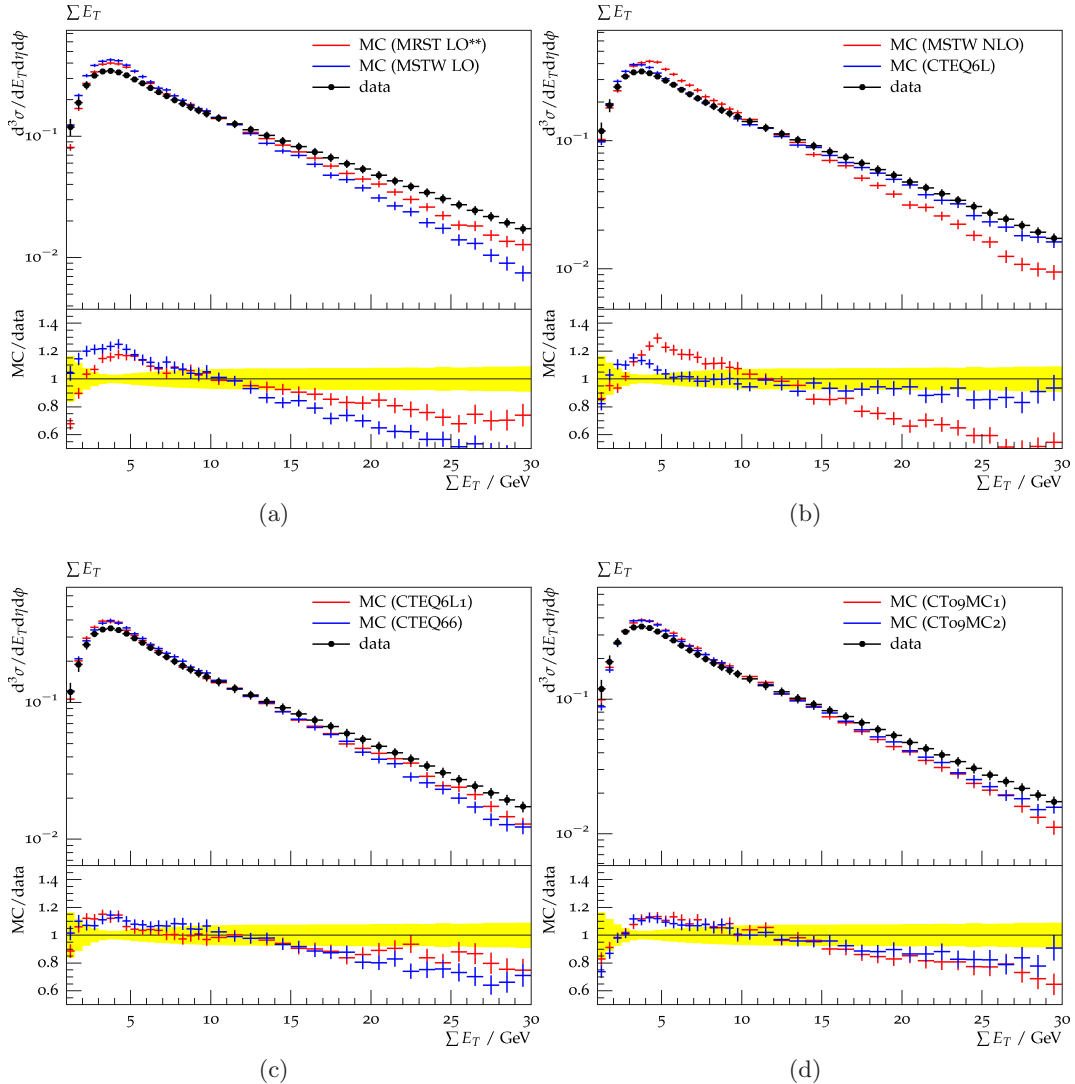 ∑ E_T
MC (MRST LO**)
MC (MSTW LO)
data
d³σ/dE_Tdηdϕ
10⁻¹
10⁻²
MC/data
1.4
1.2
1
0.8
0.6
5 10 15 20 25 30
∑ E_T / GeV
(a)
∑ E_T
MC (MSTW NLO)
MC (CTEQ6L)
data
d³σ/dE_Tdηdϕ
10⁻¹
10⁻²
MC/data
1.4
1.2
1
0.8
0.6
5 10 15 20 25 30
∑ E_T / GeV
(b)
∑ E_T
MC (CTEQ6L1)
MC (CTEQ66)
data
d³σ/dE_Tdηdϕ
10⁻¹
10⁻²
MC/data
1.4
1.2
1
0.8
0.6
5 10 15 20 25 30
∑ E_T / GeV
(c)
∑ E_T
MC (CT09MC1)
MC (CT09MC2)
data
d³σ/dE_Tdηdϕ
10⁻¹
10⁻²
MC/data
1.4
1.2
1
0.8
0.6
5 10 15 20 25 30
∑ E_T / GeV
(d)